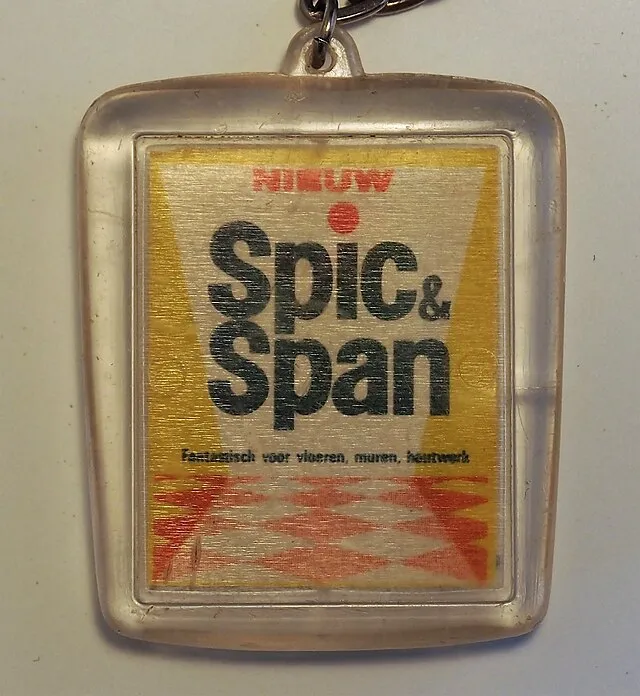 NIEUW
Spic &
Span
Fantastisch voor vloeren, muren, houtwerk